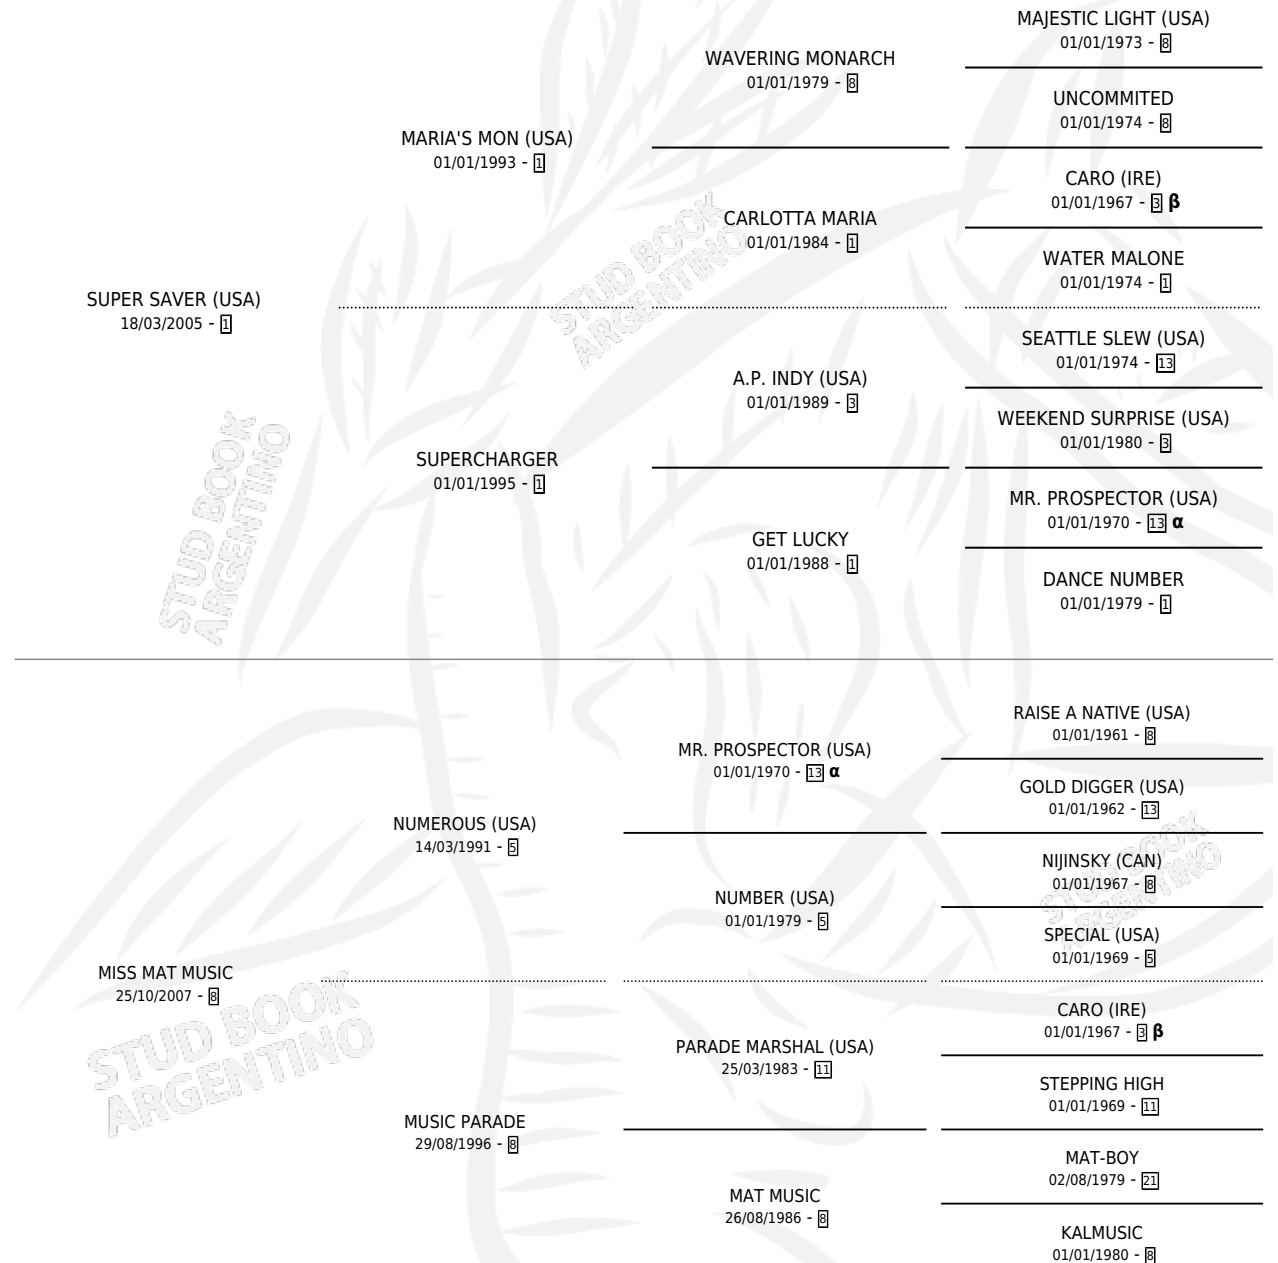 MAJESTIC LIGHT (USA)
01/01/1973 - 8
WAVERING MONARCH
01/01/1979 - 8
UNCOMMITED
01/01/1974 - 8
MARIA'S MON (USA)
01/01/1993 - 1
CARO (IRE)
01/01/1967 - 3 β
CARLOTTA MARIA
01/01/1984 - 1
WATER MALONE
01/01/1974 - 1
SUPER SAVER (USA)
18/03/2005 - 1
SEATTLE SLEW (USA)
01/01/1974 - 13
A.P. INDY (USA)
01/01/1989 - 3
WEEKEND SURPRISE (USA)
01/01/1980 - 3
SUPERCHARGER
01/01/1995 - 1
MR. PROSPECTOR (USA)
01/01/1970 - 13 α
GET LUCKY
01/01/1988 - 1
DANCE NUMBER
01/01/1979 - 1
RAISE A NATIVE (USA)
01/01/1961 - 8
MR. PROSPECTOR (USA)
01/01/1970 - 13 α
GOLD DIGGER (USA)
01/01/1962 - 13
NUMEROUS (USA)
14/03/1991 - 5
NIJINSKY (CAN)
01/01/1967 - 8
NUMBER (USA)
01/01/1979 - 5
SPECIAL (USA)
01/01/1969 - 5
MISS MAT MUSIC
25/10/2007 - 8
CARO (IRE)
01/01/1967 - 3 β
PARADE MARSHAL (USA)
25/03/1983 - 11
STEPPING HIGH
01/01/1969 - 11
MUSIC PARADE
29/08/1996 - 8
MAT-BOY
02/08/1979 - 21
MAT MUSIC
26/08/1986 - 8
KALMUSIC
01/01/1980 - 8
STUD BOOK
ARGENTINO
STUD BOOK
ARGENTINO
STUD BOOK
ARGENTINO
STUD BOOK
ARGENTINO